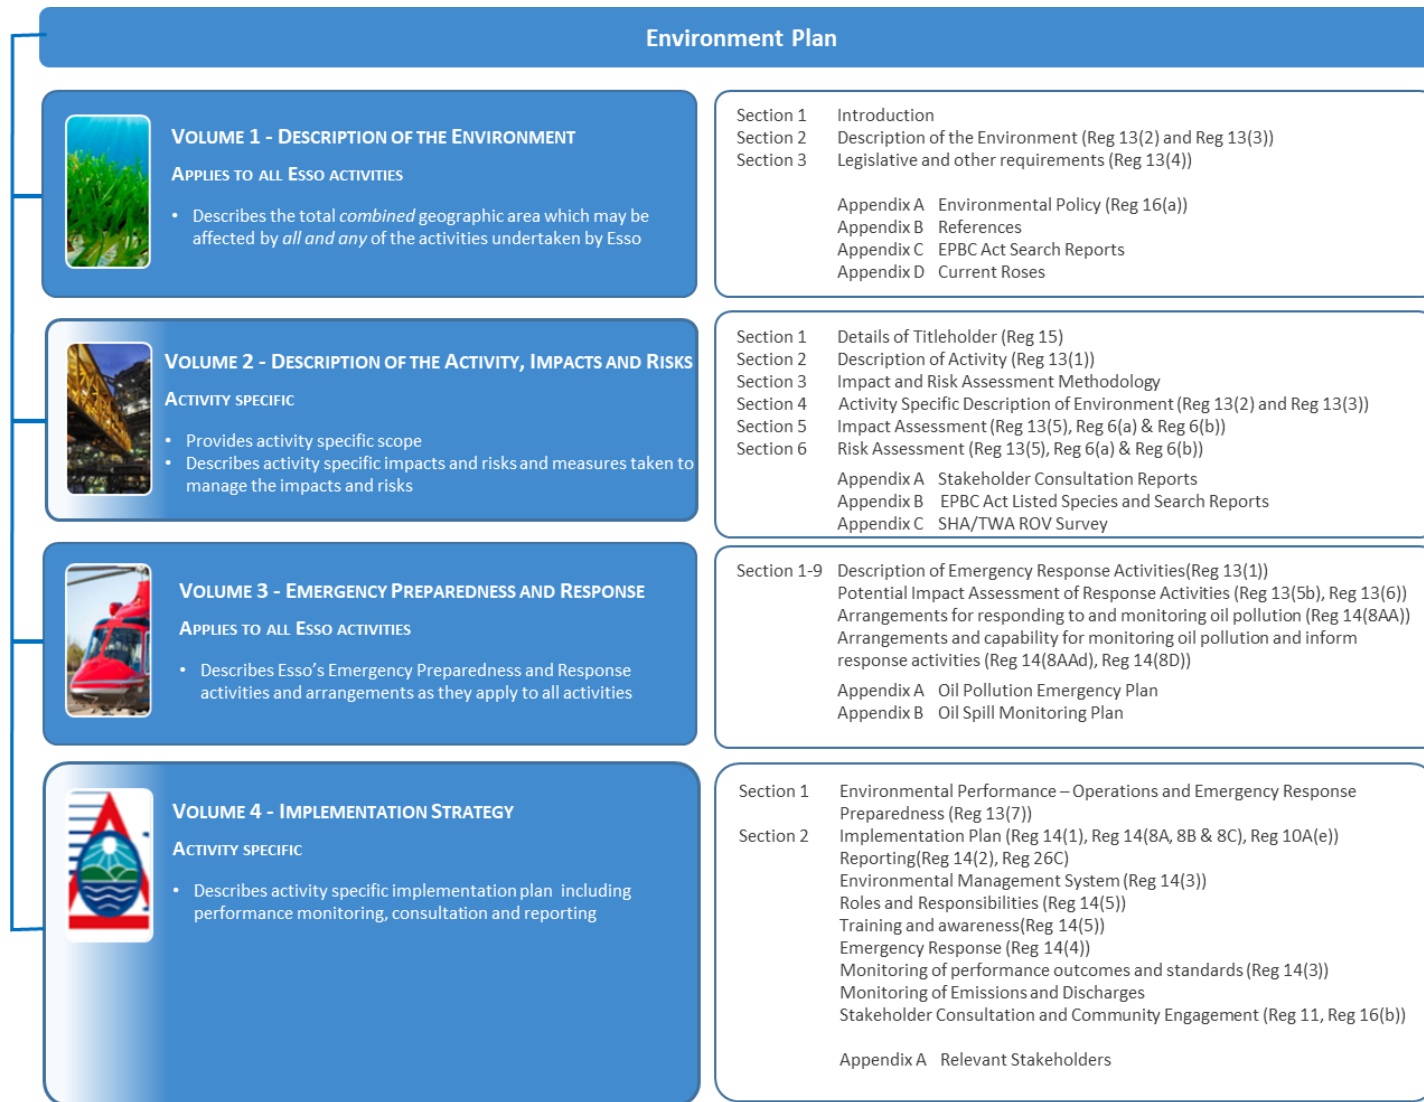 Environment Plan
VOLUME 1 - DESCRIPTION OF THE ENVIRONMENT
APPLIES TO ALL ESSO ACTIVITIES
• Describes the total combined geographic area which may be
affected by all and any of the activities undertaken by Esso
Section 1 Introduction
Section 2 Description of the Environment (Reg 13(2) and Reg 13(3))
Section 3 Legislative and other requirements (Reg 13(4))
Appendix A Environmental Policy (Reg 16(a))
Appendix B References
Appendix C EPBC Act Search Reports
Appendix D Current Roses
VOLUME 2 - DESCRIPTION OF THE ACTIVITY, IMPACTS AND RISKS
ACTIVITY SPECIFIC
• Provides activity specific scope
• Describes activity specific impacts and risks and measures taken to
manage the impacts and risks
Section 1 Details of Titleholder (Reg 15)
Section 2 Description of Activity (Reg 13(1))
Section 3 Impact and Risk Assessment Methodology
Section 4 Activity Specific Description of Environment (Reg 13(2) and Reg 13(3))
Section 5 Impact Assessment (Reg 13(5), Reg 6(a) & Reg 6(b))
Section 6 Risk Assessment (Reg 13(5), Reg 6(a) & Reg 6(b))
Appendix A Stakeholder Consultation Reports
Appendix B EPBC Act Listed Species and Search Reports
Appendix C SHA/TWA ROV Survey
VOLUME 3 - EMERGENCY PREPAREDNESS AND RESPONSE
APPLIES TO ALL ESSO ACTIVITIES
• Describes Esso's Emergency Preparedness and Response
activities and arrangements as they apply to all activities
Section 1-9 Description of Emergency Response Activities(Reg 13(1))
Potential Impact Assessment of Response Activities (Reg 13(5b), Reg 13(6))
Arrangements for responding to and monitoring oil pollution (Reg 14(8AA))
Arrangements and capability for monitoring oil pollution and inform
response activities (Reg 14(8AAd), Reg 14(8D))
Appendix A Oil Pollution Emergency Plan
Appendix B Oil Spill Monitoring Plan
VOLUME 4 - IMPLEMENTATION STRATEGY
ACTIVITY SPECIFIC
• Describes activity specific implementation plan including
performance monitoring, consultation and reporting
Section 1 Environmental Performance – Operations and Emergency Response
Preparedness (Reg 13(7))
Section 2 Implementation Plan (Reg 14(1), Reg 14(8A, 8B & 8C), Reg 10A(e))
Reporting(Reg 14(2), Reg 26C)
Environmental Management System (Reg 14(3))
Roles and Responsibilities (Reg 14(5))
Training and awareness(Reg 14(5))
Emergency Response (Reg 14(4))
Monitoring of performance outcomes and standards (Reg 14(3))
Monitoring of Emissions and Discharges
Stakeholder Consultation and Community Engagement (Reg 11, Reg 16(b))
Appendix A Relevant Stakeholders